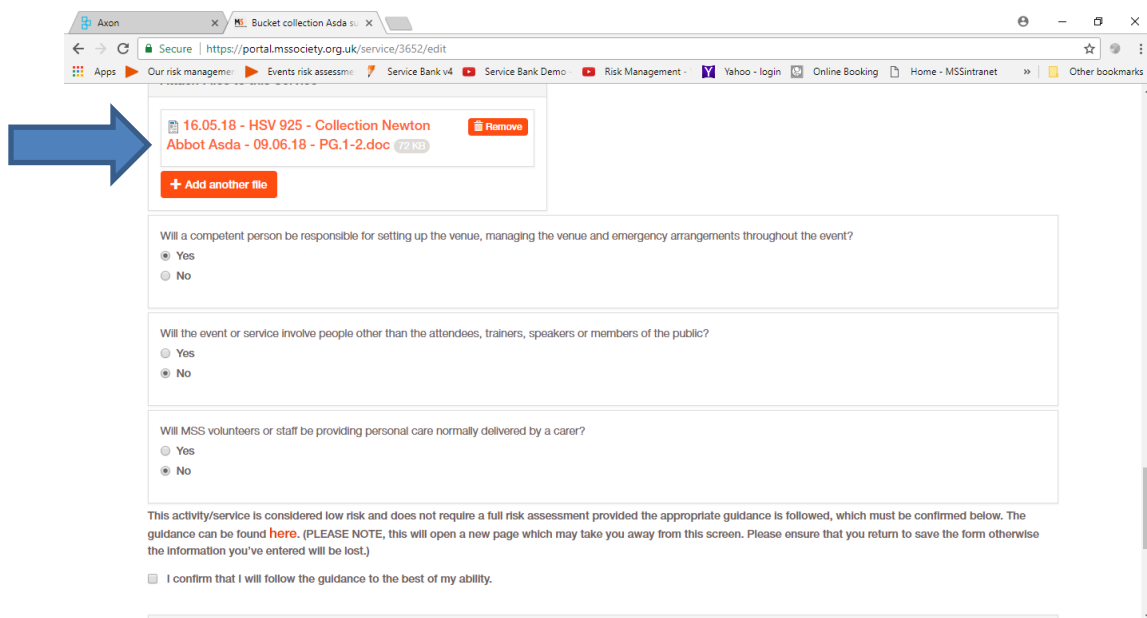 Axon
MS Bucket collection Asda su
Secure | https://portal.mssociety.org.uk/service/3652/edit
Apps Our risk managemen Events risk assessme Service Bank v4 Service Bank Demo Risk Management - Yahoo - login Online Booking Home - MSSintranet » Other bookmarks
Attach Files to this Service
16.05.18 - HSV 925 - Collection Newton
Abbot Asda - 09.06.18 - PG.1-2.doc 72 KB
Remove
+ Add another file
Will a competent person be responsible for setting up the venue, managing the venue and emergency arrangements throughout the event?
Yes
No
Will the event or service involve people other than the attendees, trainers, speakers or members of the public?
Yes
No
Will MSS volunteers or staff be providing personal care normally delivered by a carer?
Yes
No
This activity/service is considered low risk and does not require a full risk assessment provided the appropriate guidance is followed, which must be confirmed below. The
guidance can be found here. (PLEASE NOTE, this will open a new page which may take you away from this screen. Please ensure that you return to save the form otherwise
the information you've entered will be lost.)
I confirm that I will follow the guidance to the best of my ability.